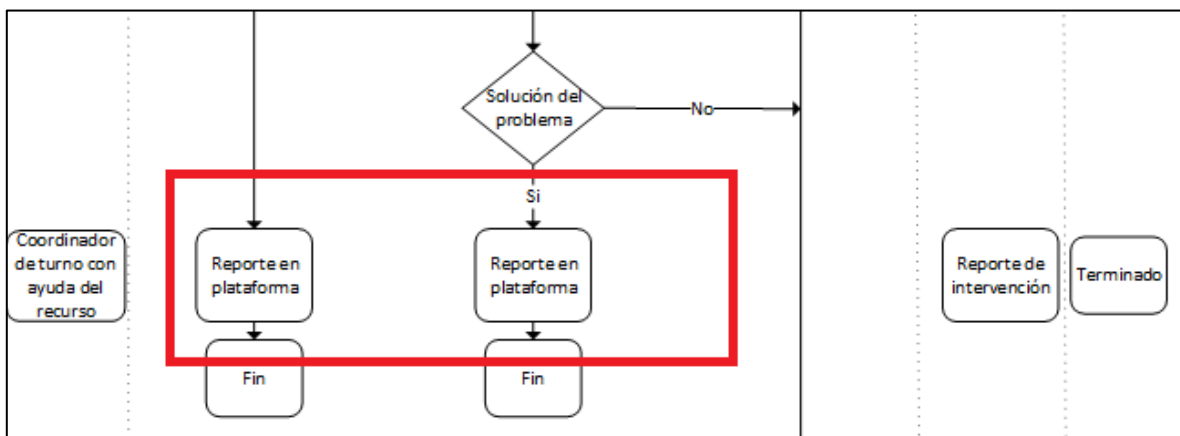 Solución del
problema
No
Si
Coordinador
de turno con
ayuda del
recurso
Reporte en
plataforma
Reporte en
plataforma
Reporte de
intervención
Terminado
Fin
Fin